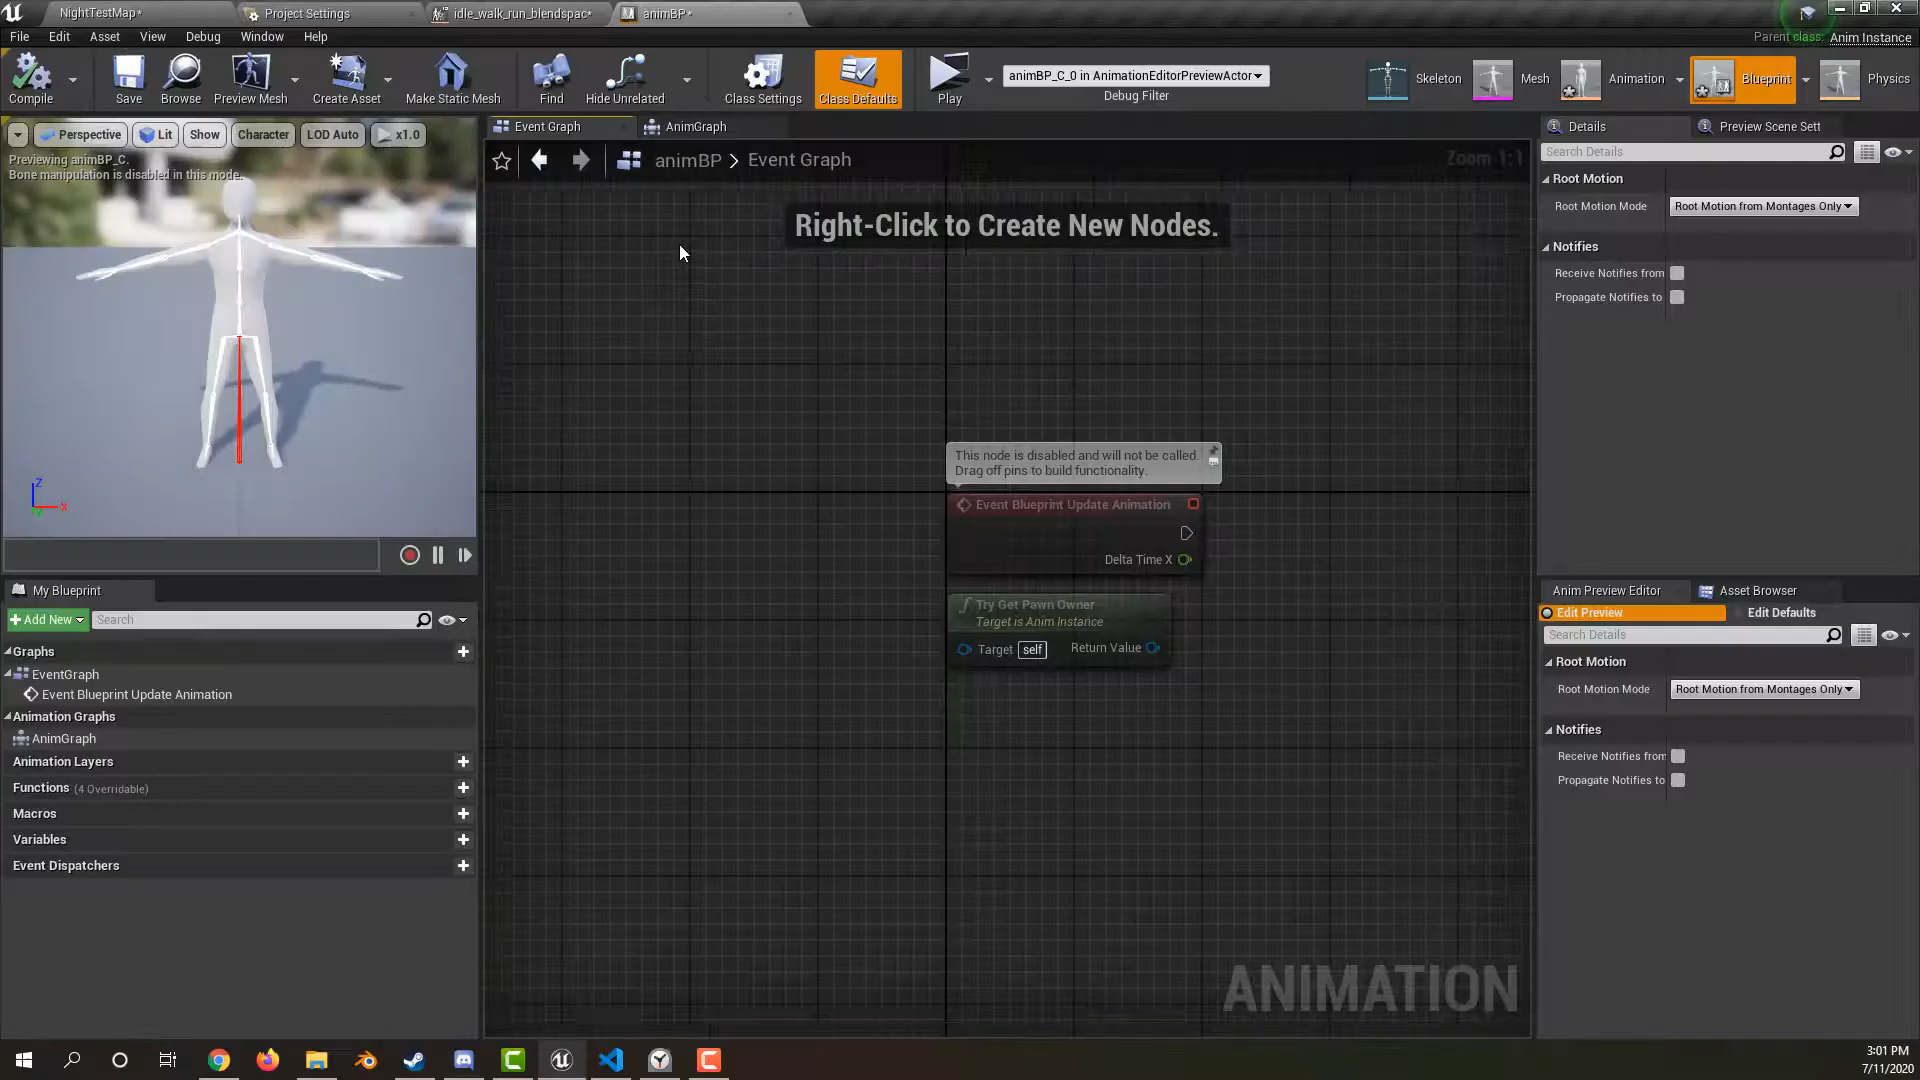 NightTestMap*
Project Settings
idle_walk_run_blendspac*
animBP*
File
Edit
Asset
View
Debug
Window
Help
Parent class: Anim Instance
Compile
Save
Browse
Preview Mesh
Create Asset
Make Static Mesh
Find
Hide Unrelated
Class Settings
Class Defaults
Play
animBP_C_0 in AnimationEditorPreviewActor
Debug Filter
Skeleton
Mesh
Animation
Blueprint
Physics
Perspective
Lit
Show
Character
LOD Auto
x1.0
Previewing animBP_C.
Bone manipulation is disabled in this mode.
Z
X
Event Graph
AnimGraph
animBP > Event Graph
Zoom 1:1
Right-Click to Create New Nodes.
This node is disabled and will not be called.
Drag off pins to build functionality.
Event Blueprint Update Animation
Delta Time X
Try Get Pawn Owner
Target is Anim Instance
Target self
Return Value
ANIMATION
My Blueprint
Add New
Search
Graphs
EventGraph
Event Blueprint Update Animation
Animation Graphs
AnimGraph
Animation Layers
Functions (4 Overridable)
Macros
Variables
Event Dispatchers
Details
Preview Scene Sett
Search Details
Root Motion
Root Motion Mode
Root Motion from Montages Only
Notifies
Receive Notifies from
Propagate Notifies to
Anim Preview Editor
Asset Browser
Edit Preview
Edit Defaults
Search Details
Root Motion
Root Motion Mode
Root Motion from Montages Only
Notifies
Receive Notifies from
Propagate Notifies to
3:01 PM
7/11/2020